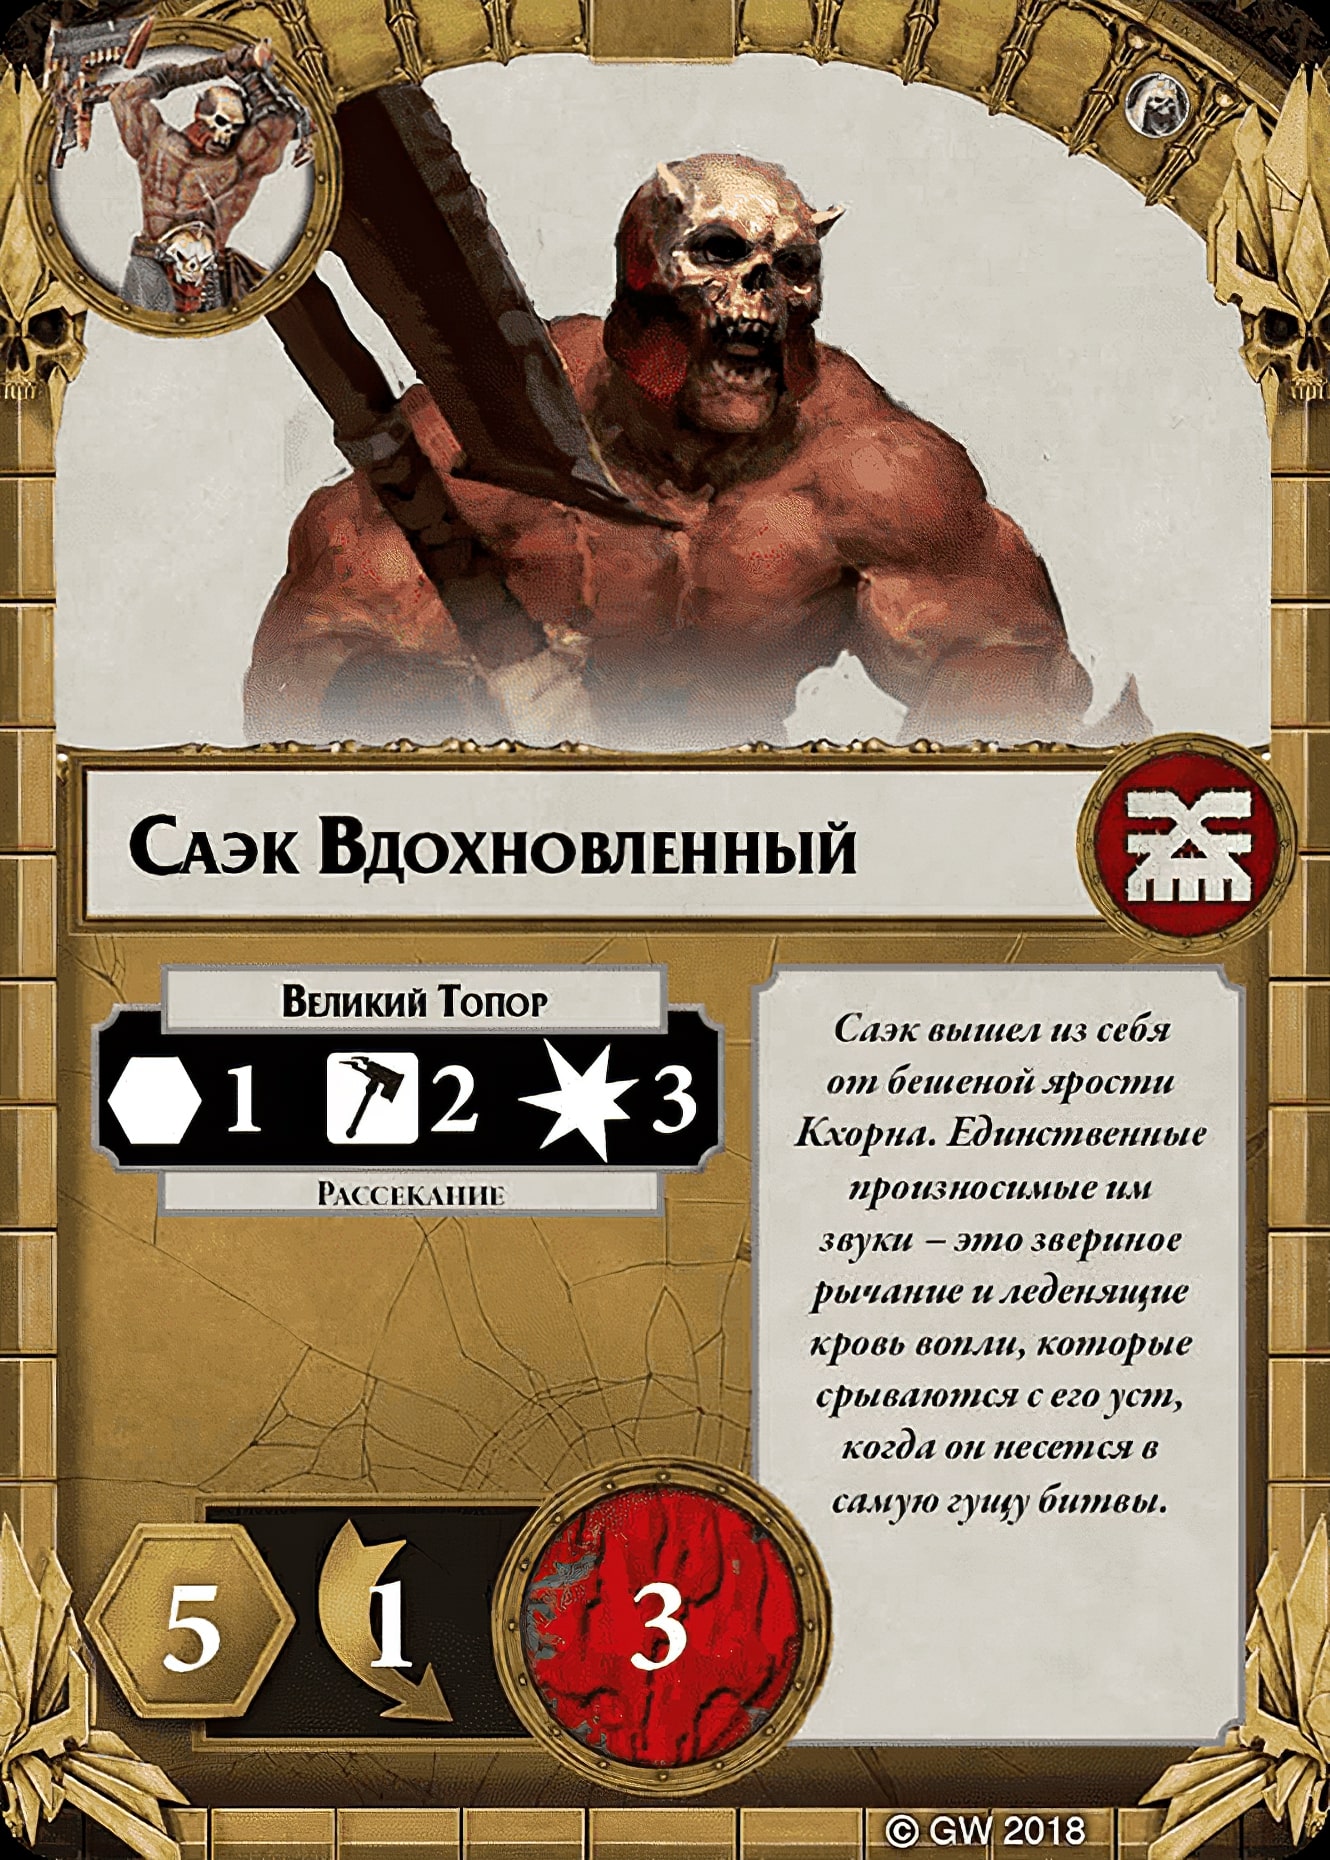 Саэк Вдохновленный
Великий Топор
1 2 3
Рассекание
Саэк вышел из себя
от бешеной ярости
Кхорна. Единственные
произносимые им
звуки – это звериное
рычание и леденящие
кровь вопли, которые
срываются с его уст,
когда он несется в
самую гущу битвы.
5 1 3
© GW 2018